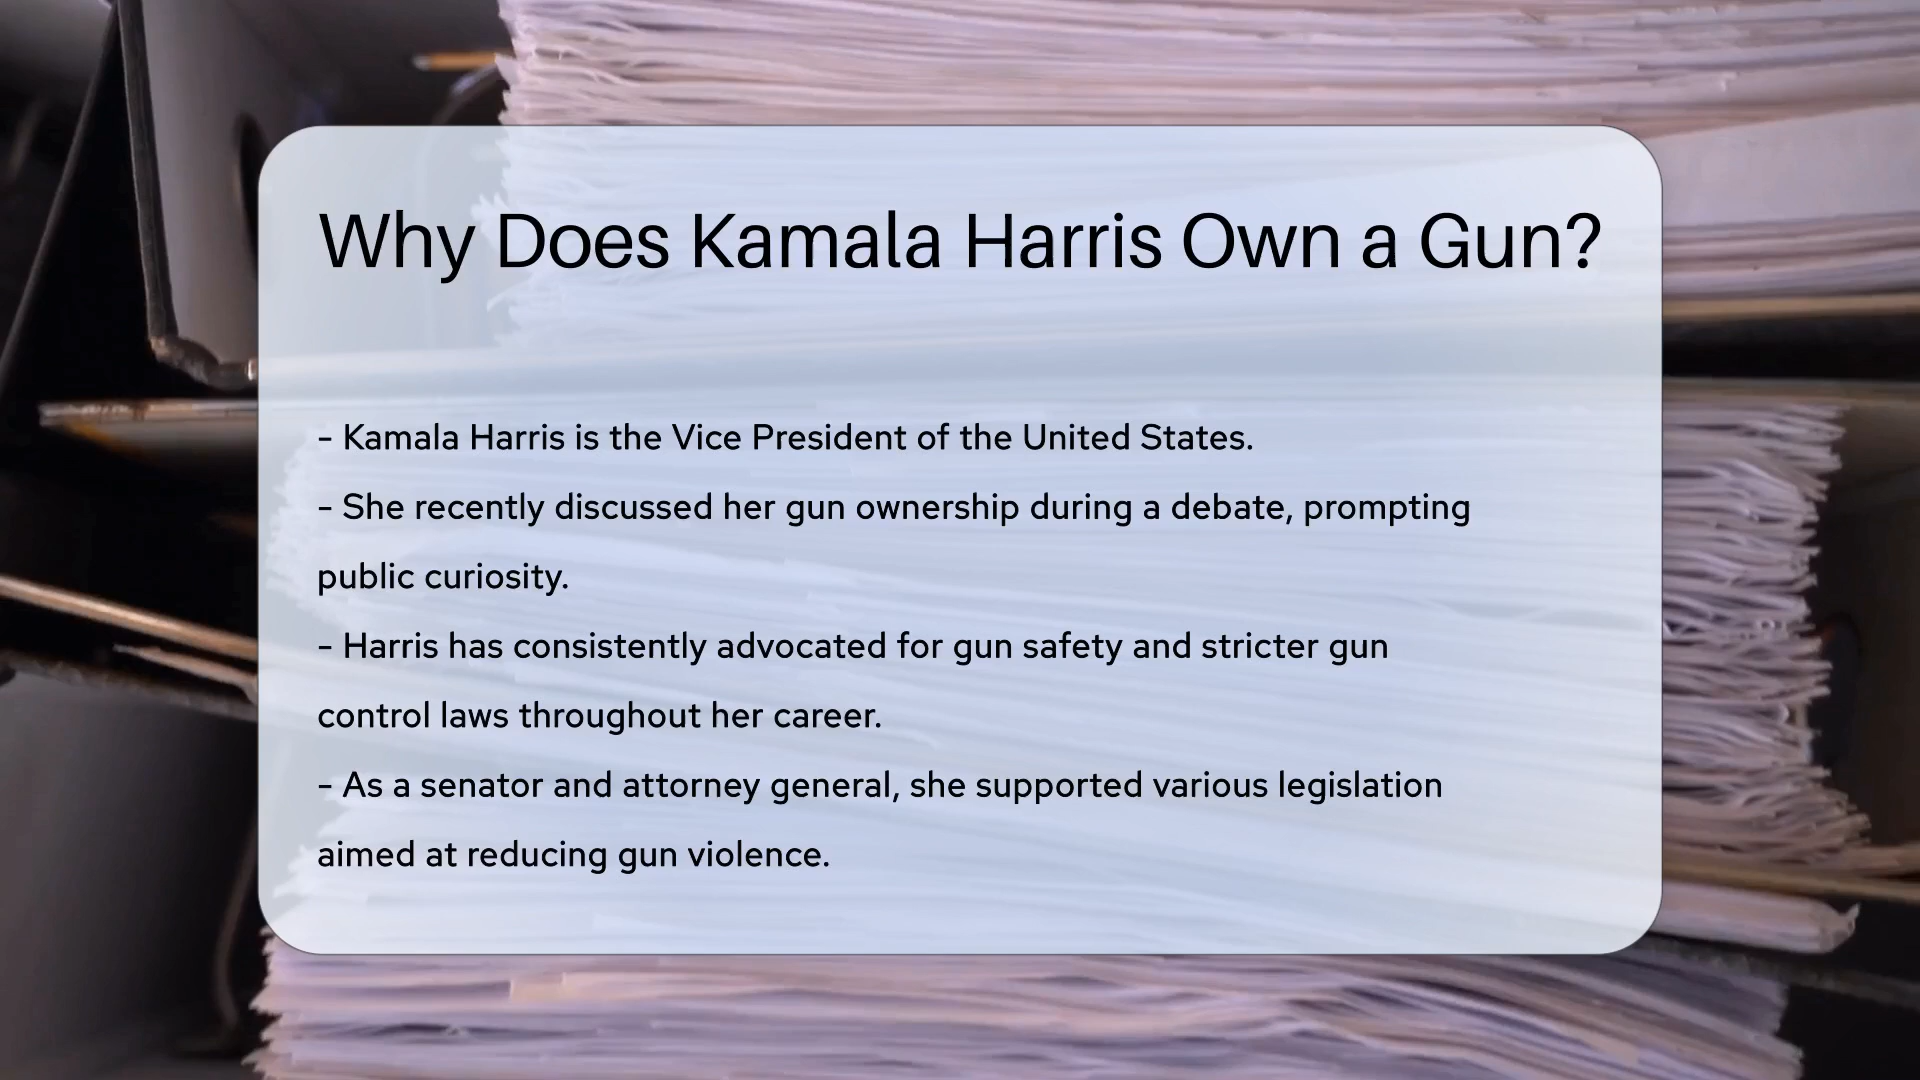 Why Does Kamala Harris Own a Gun?
- Kamala Harris is the Vice President of the United States.
- She recently discussed her gun ownership during a debate, prompting
public curiosity.
- Harris has consistently advocated for gun safety and stricter gun
control laws throughout her career.
- As a senator and attorney general, she supported various legislation
aimed at reducing gun violence.